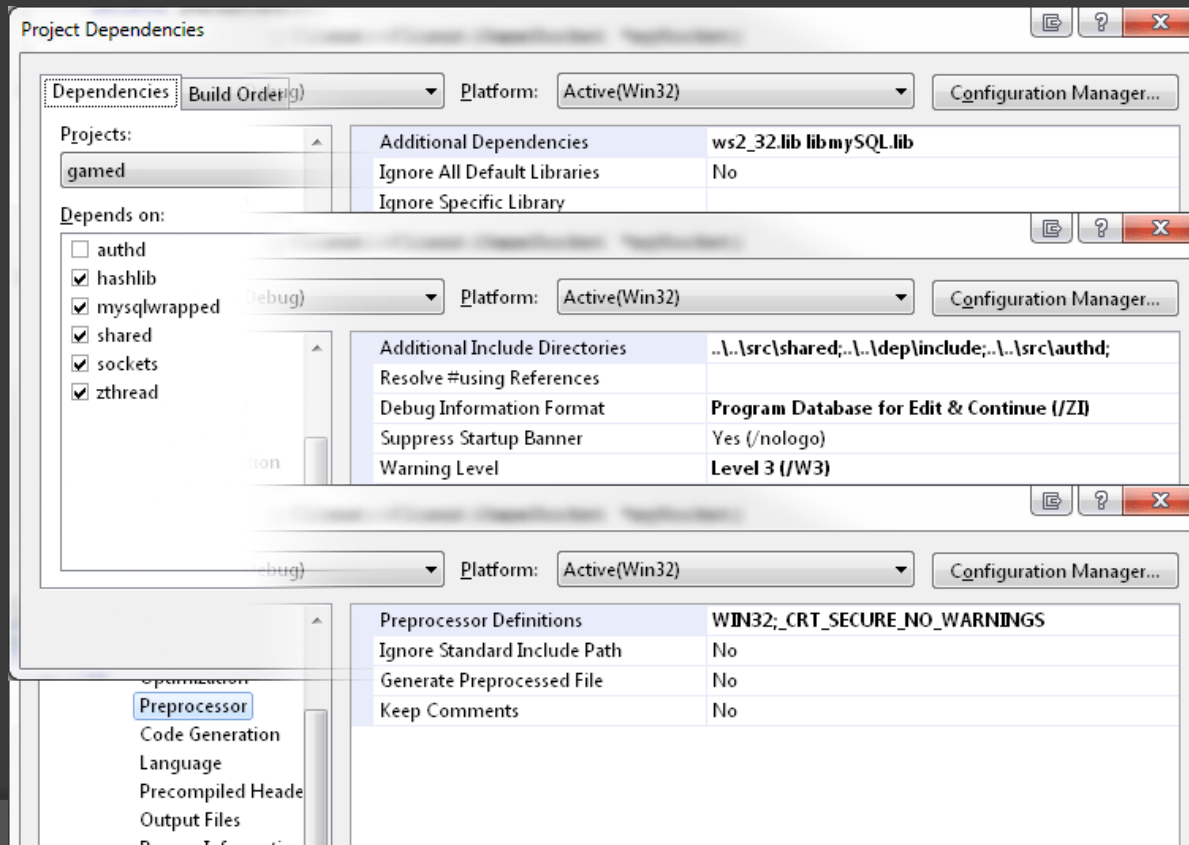 Project Dependencies
Dependencies
Build Order
Platform:
Active(Win32)
Configuration Manager...
Projects:
gamed
Additional Dependencies
ws2_32.lib libmySQL.lib
Ignore All Default Libraries
No
Ignore Specific Library
Depends on:
authd
hashlib
mysqlwrapped
shared
sockets
zthread
Debug)
Platform:
Active(Win32)
Configuration Manager...
Additional Include Directories
..\..\src\shared;..\..\dep\include;..\..\src\authd;
Resolve #using References
Debug Information Format
Program Database for Edit & Continue (/ZI)
Suppress Startup Banner
Yes (/nologo)
Warning Level
Level 3 (/W3)
Platform:
Active(Win32)
Configuration Manager...
Preprocessor Definitions
WIN32;_CRT_SECURE_NO_WARNINGS
Ignore Standard Include Path
No
Generate Preprocessed File
No
Keep Comments
No
Optimization
Preprocessor
Code Generation
Language
Precompiled Heade
Output Files